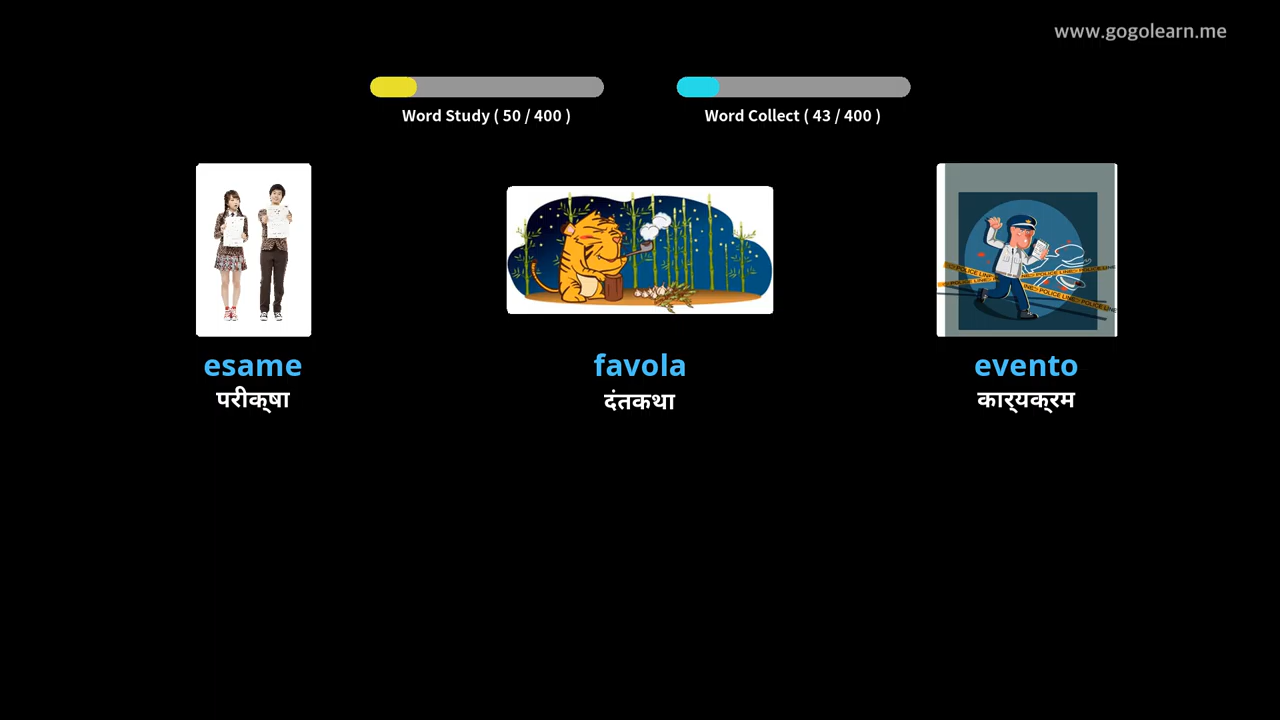 www.gogolearn.me
Word Study ( 50 / 400 )
Word Collect ( 43 / 400 )
esame
favola
evento
परीक्षा
दंतकथा
कार्यक्रम